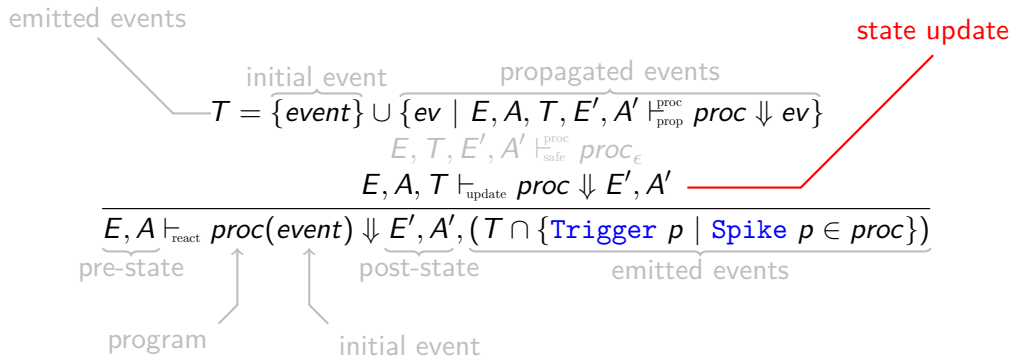 emitted events
state update
initial event
propagated events
T = {event} ∪ {ev | E, A, T, E′, A′ ⊢ᵖʳᵒᶜ_prop proc ⇓ ev}
E, T, E′, A′ ⊢ᵖʳᵒᶜ_safe proc_ϵ
E, A, T ⊢_update proc ⇓ E′, A′
E, A ⊢_react proc(event) ⇓ E′, A′, (T ∩ {Trigger p | Spike p ∈ proc})
pre-state
post-state
emitted events
program
initial event